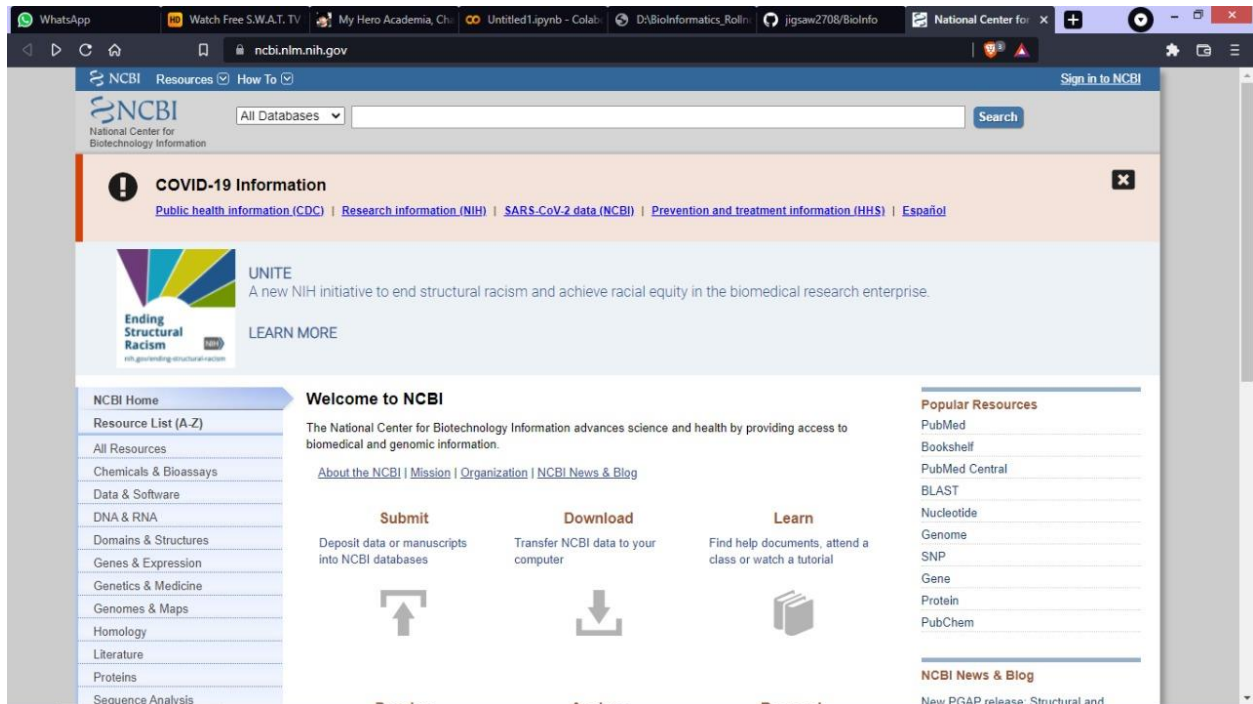 WhatsApp
Watch Free S.W.A.T. TV
My Hero Academia, Cha
Untitled1.ipynb - Colab
D:\BioInformatics_Rolln
jigsaw2708/BioInfo
National Center for
ncbi.nlm.nih.gov
NCBI Resources How To
Sign in to NCBI
NCBI
National Center for
Biotechnology Information
All Databases
Search
COVID-19 Information
Public health information (CDC) | Research information (NIH) | SARS-CoV-2 data (NCBI) | Prevention and treatment information (HHS) | Español
Ending
Structural
Racism
NIH
nih.gov/ending-structural-racism
UNITE
A new NIH initiative to end structural racism and achieve racial equity in the biomedical research enterprise.
LEARN MORE
NCBI Home
Resource List (A-Z)
All Resources
Chemicals & Bioassays
Data & Software
DNA & RNA
Domains & Structures
Genes & Expression
Genetics & Medicine
Genomes & Maps
Homology
Literature
Proteins
Sequence Analysis
Welcome to NCBI
The National Center for Biotechnology Information advances science and health by providing access to
biomedical and genomic information.
About the NCBI | Mission | Organization | NCBI News & Blog
Submit
Deposit data or manuscripts
into NCBI databases
Download
Transfer NCBI data to your
computer
Learn
Find help documents, attend a
class or watch a tutorial
Popular Resources
PubMed
Bookshelf
PubMed Central
BLAST
Nucleotide
Genome
SNP
Gene
Protein
PubChem
NCBI News & Blog
New PGAP release: Structural and